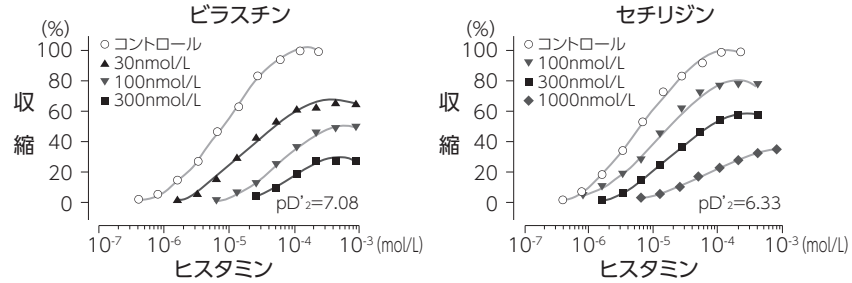 ビラスチン
(%)
100
80
60
40
20
0
収縮
コントロール
30nmol/L
100nmol/L
300nmol/L
pD'₂=7.08
10⁻⁷ 10⁻⁶ 10⁻⁵ 10⁻⁴ 10⁻³ (mol/L)
ヒスタミン
セチリジン
(%)
100
80
60
40
20
0
収縮
コントロール
100nmol/L
300nmol/L
1000nmol/L
pD'₂=6.33
10⁻⁷ 10⁻⁶ 10⁻⁵ 10⁻⁴ 10⁻³ (mol/L)
ヒスタミン